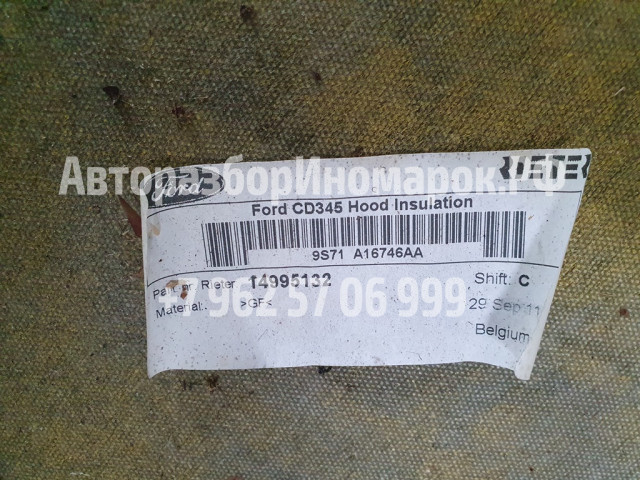 АвторазборИномарок.РФ
Ford
RIETER
Ford CD345 Hood Insulation
9S71 A16746AA
Part nr. Rieter 14995132
Shift: C
+7 962 57 06 999
Material: >GF<
29 Sep 11
Belgium